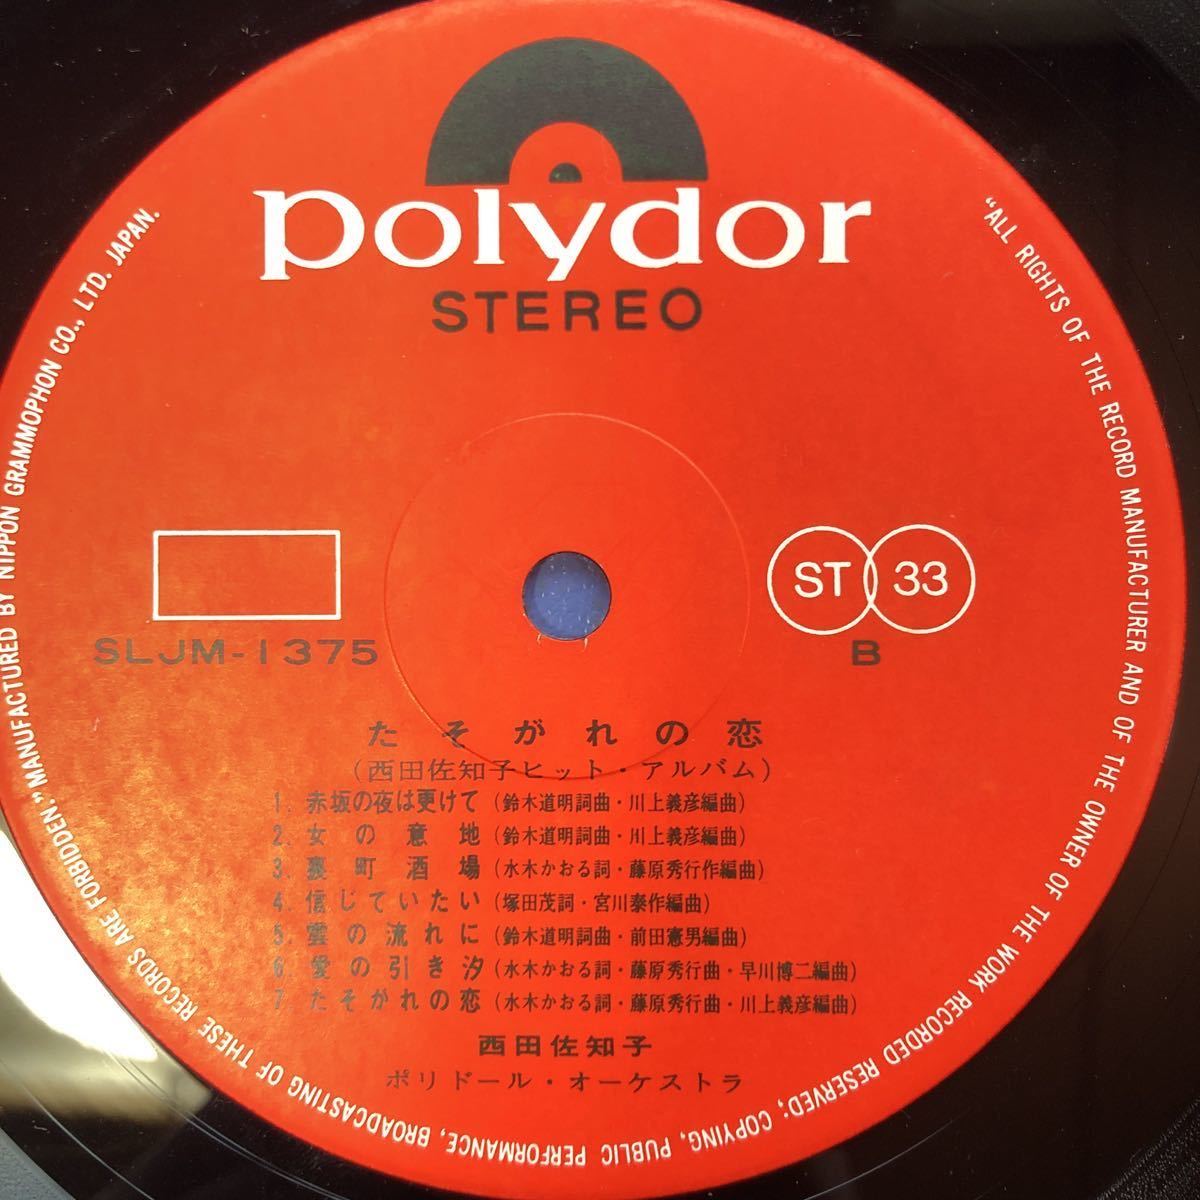 polydor
STEREO
ST 33
SLJM-1375
B
たそがれの恋
(西田佐知子ヒット・アルバム)
1. 赤坂の夜は更けて (鈴木道明詞曲・川上義彦編曲)
2. 女の意地 (鈴木道明詞曲・川上義彦編曲)
3. 裏町酒場 (水木かおる詞・藤原秀行作編曲)
4. 信じていたい (塚田茂詞・宮川泰作編曲)
5. 雲の流れに (鈴木道明詞曲・前田憲男編曲)
6. 愛の引き汐 (水木かおる詞・藤原秀行曲・早川博二編曲)
7. たそがれの恋 (水木かおる詞・藤原秀行曲・川上義彦編曲)
西田佐知子
ポリドール・オーケストラ
"ALL RIGHTS OF THE RECORD MANUFACTURER AND OF THE OWNER OF THE WORK RECORDED RESERVED; COPYING, PUBLIC PERFORMANCE, BROADCASTING OF THESE RECORDS ARE FORBIDDEN." MANUFACTURED BY NIPPON GRAMMOPHON CO., LTD. JAPAN.